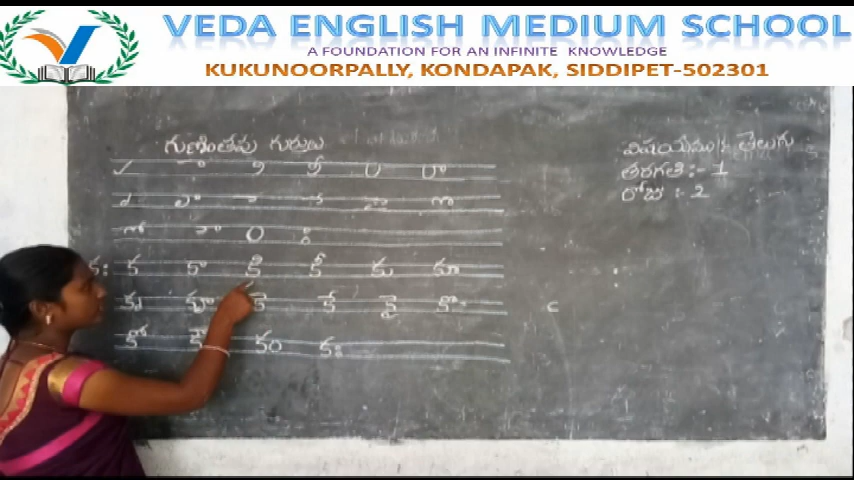 VEDA ENGLISH MEDIUM SCHOOL
A FOUNDATION FOR AN INFINITE KNOWLEDGE
KUKUNOORPALLY, KONDAPAK, SIDDIPET-502301
గుణింతపు గుర్తులు
విషయము : తెలుగు
తరగతి :- 1
రోజు :- 2
క: క కా కి కీ కు కూ
కృ కౄ కె కే కై కొ
కో కౌ కం కః